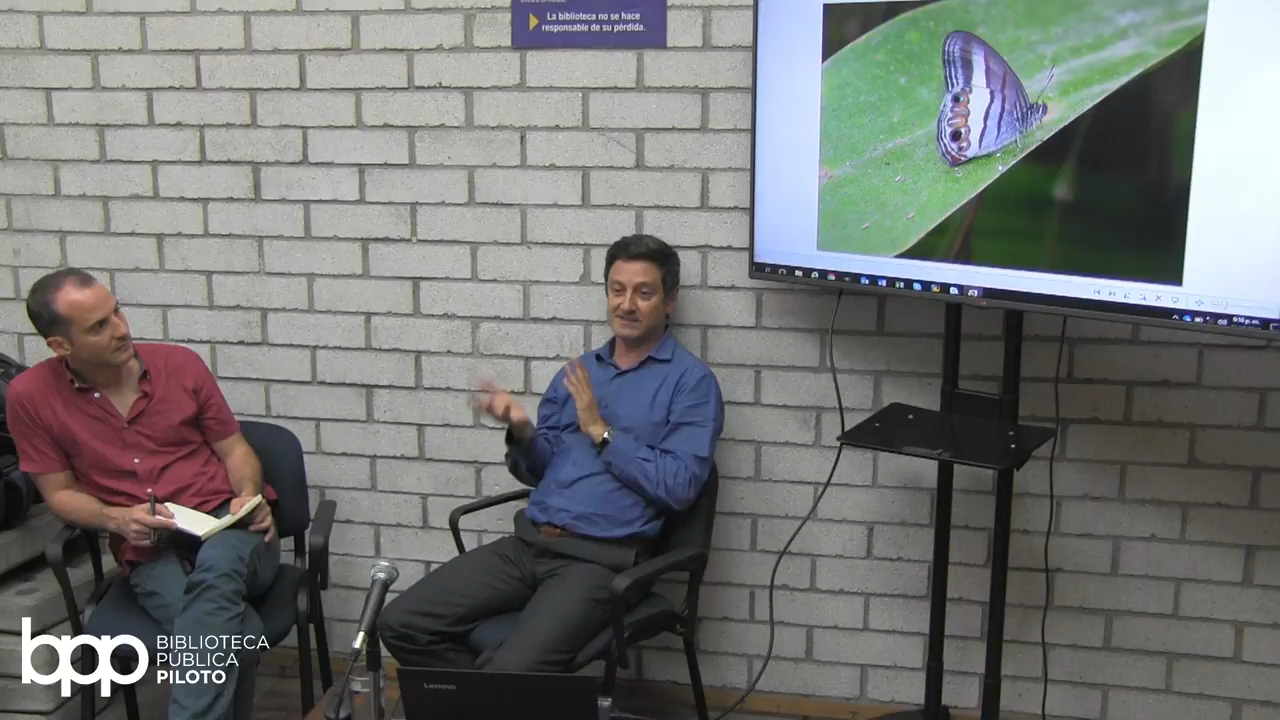 La biblioteca no se hace
responsable de su pérdida.
bpp
BIBLIOTECA
PÚBLICA
PILOTO
Lenovo